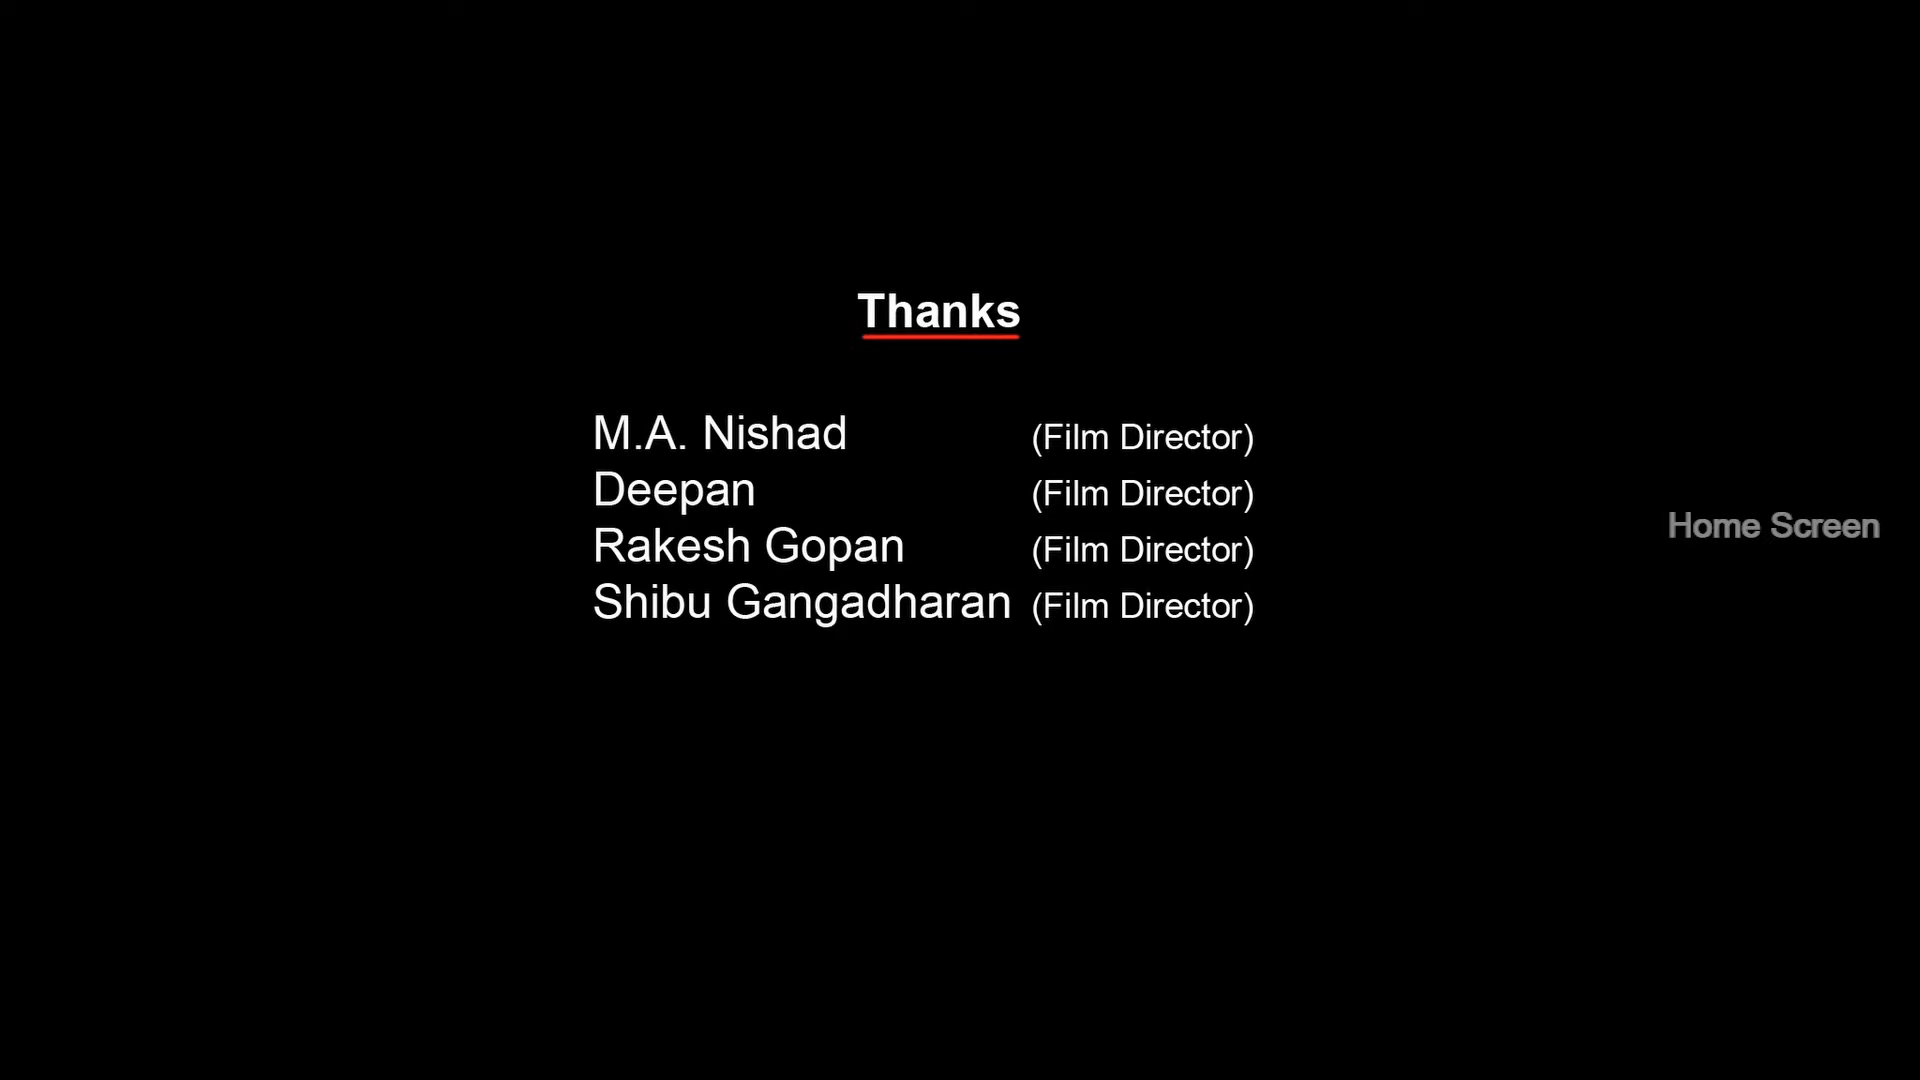 Thanks
M.A. Nishad (Film Director)
Deepan (Film Director)
Rakesh Gopan (Film Director)
Shibu Gangadharan (Film Director)
Home Screen